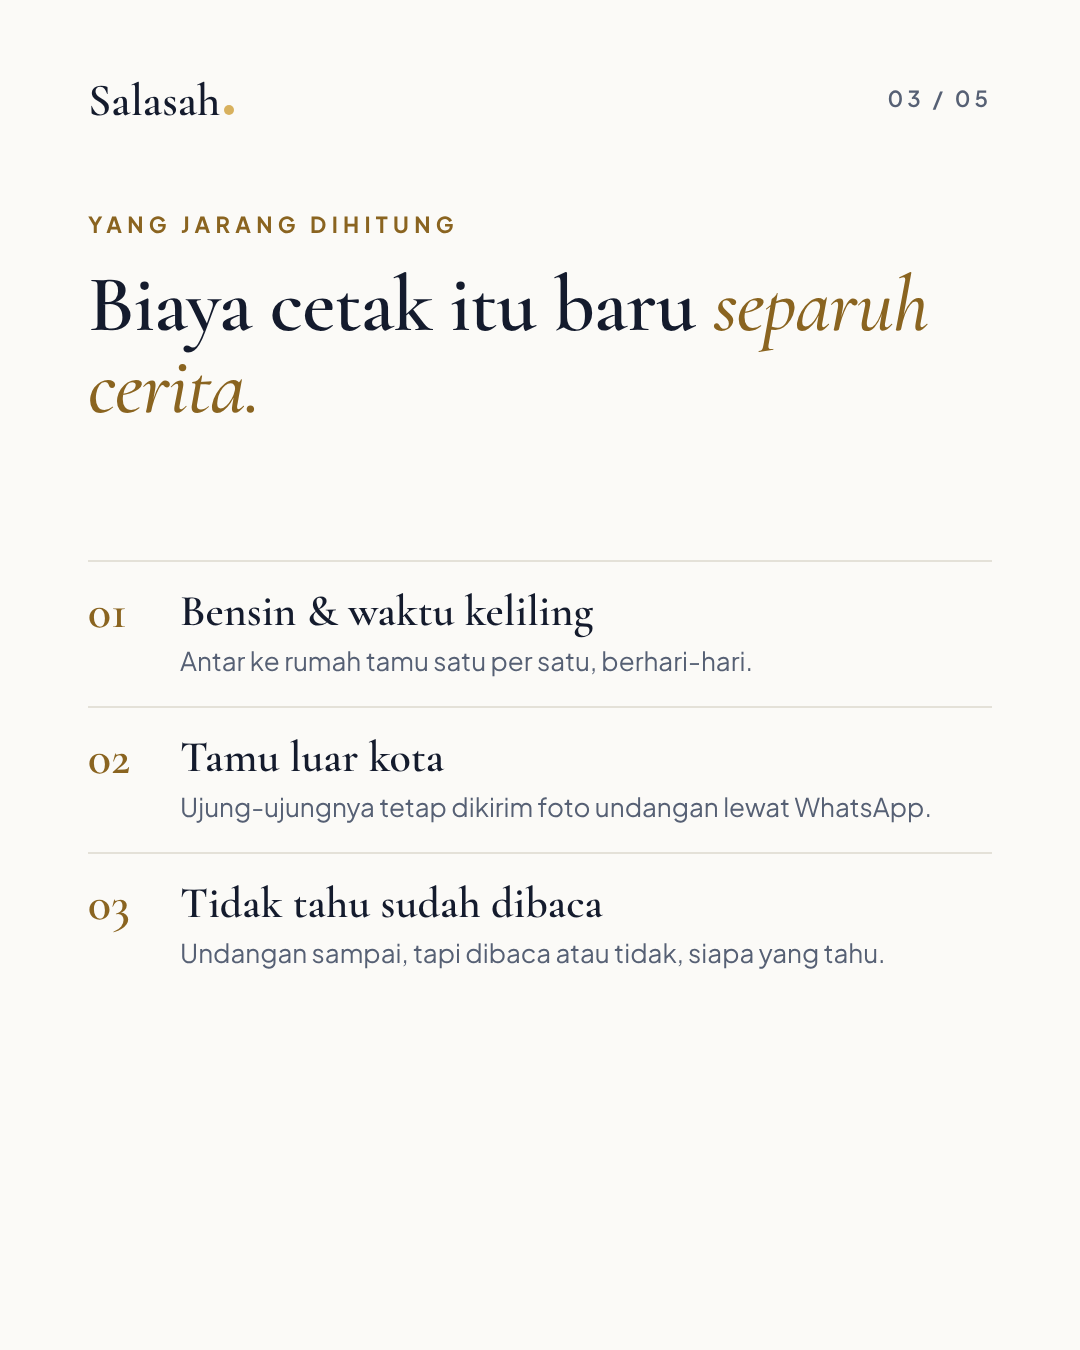 Salasah.
03 / 05
YANG JARANG DIHITUNG
Biaya cetak itu baru separuh
cerita.
01
Bensin & waktu keliling
Antar ke rumah tamu satu per satu, berhari-hari.
02
Tamu luar kota
Ujung-ujungnya tetap dikirim foto undangan lewat WhatsApp.
03
Tidak tahu sudah dibaca
Undangan sampai, tapi dibaca atau tidak, siapa yang tahu.